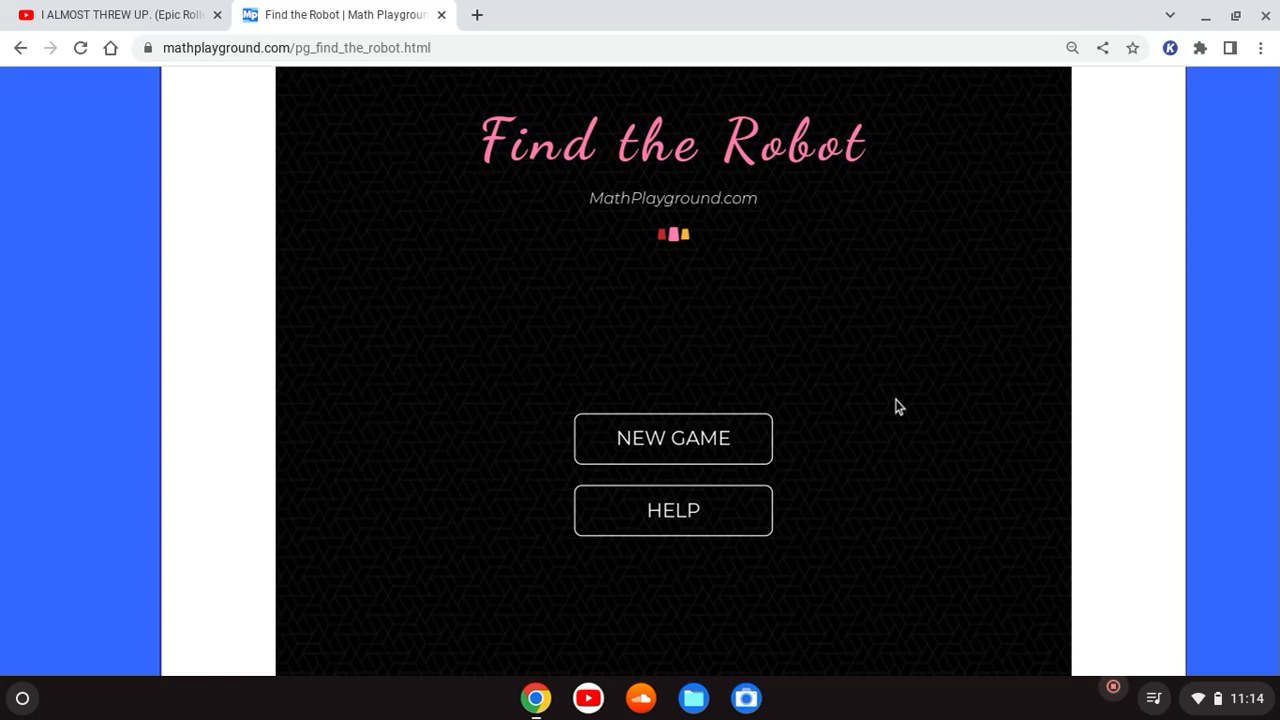 I ALMOST THREW UP. (Epic Roll
Find the Robot | Math Playgroun
mathplayground.com/pg_find_the_robot.html
K
Find the Robot
MathPlayground.com
NEW GAME
HELP
11:14